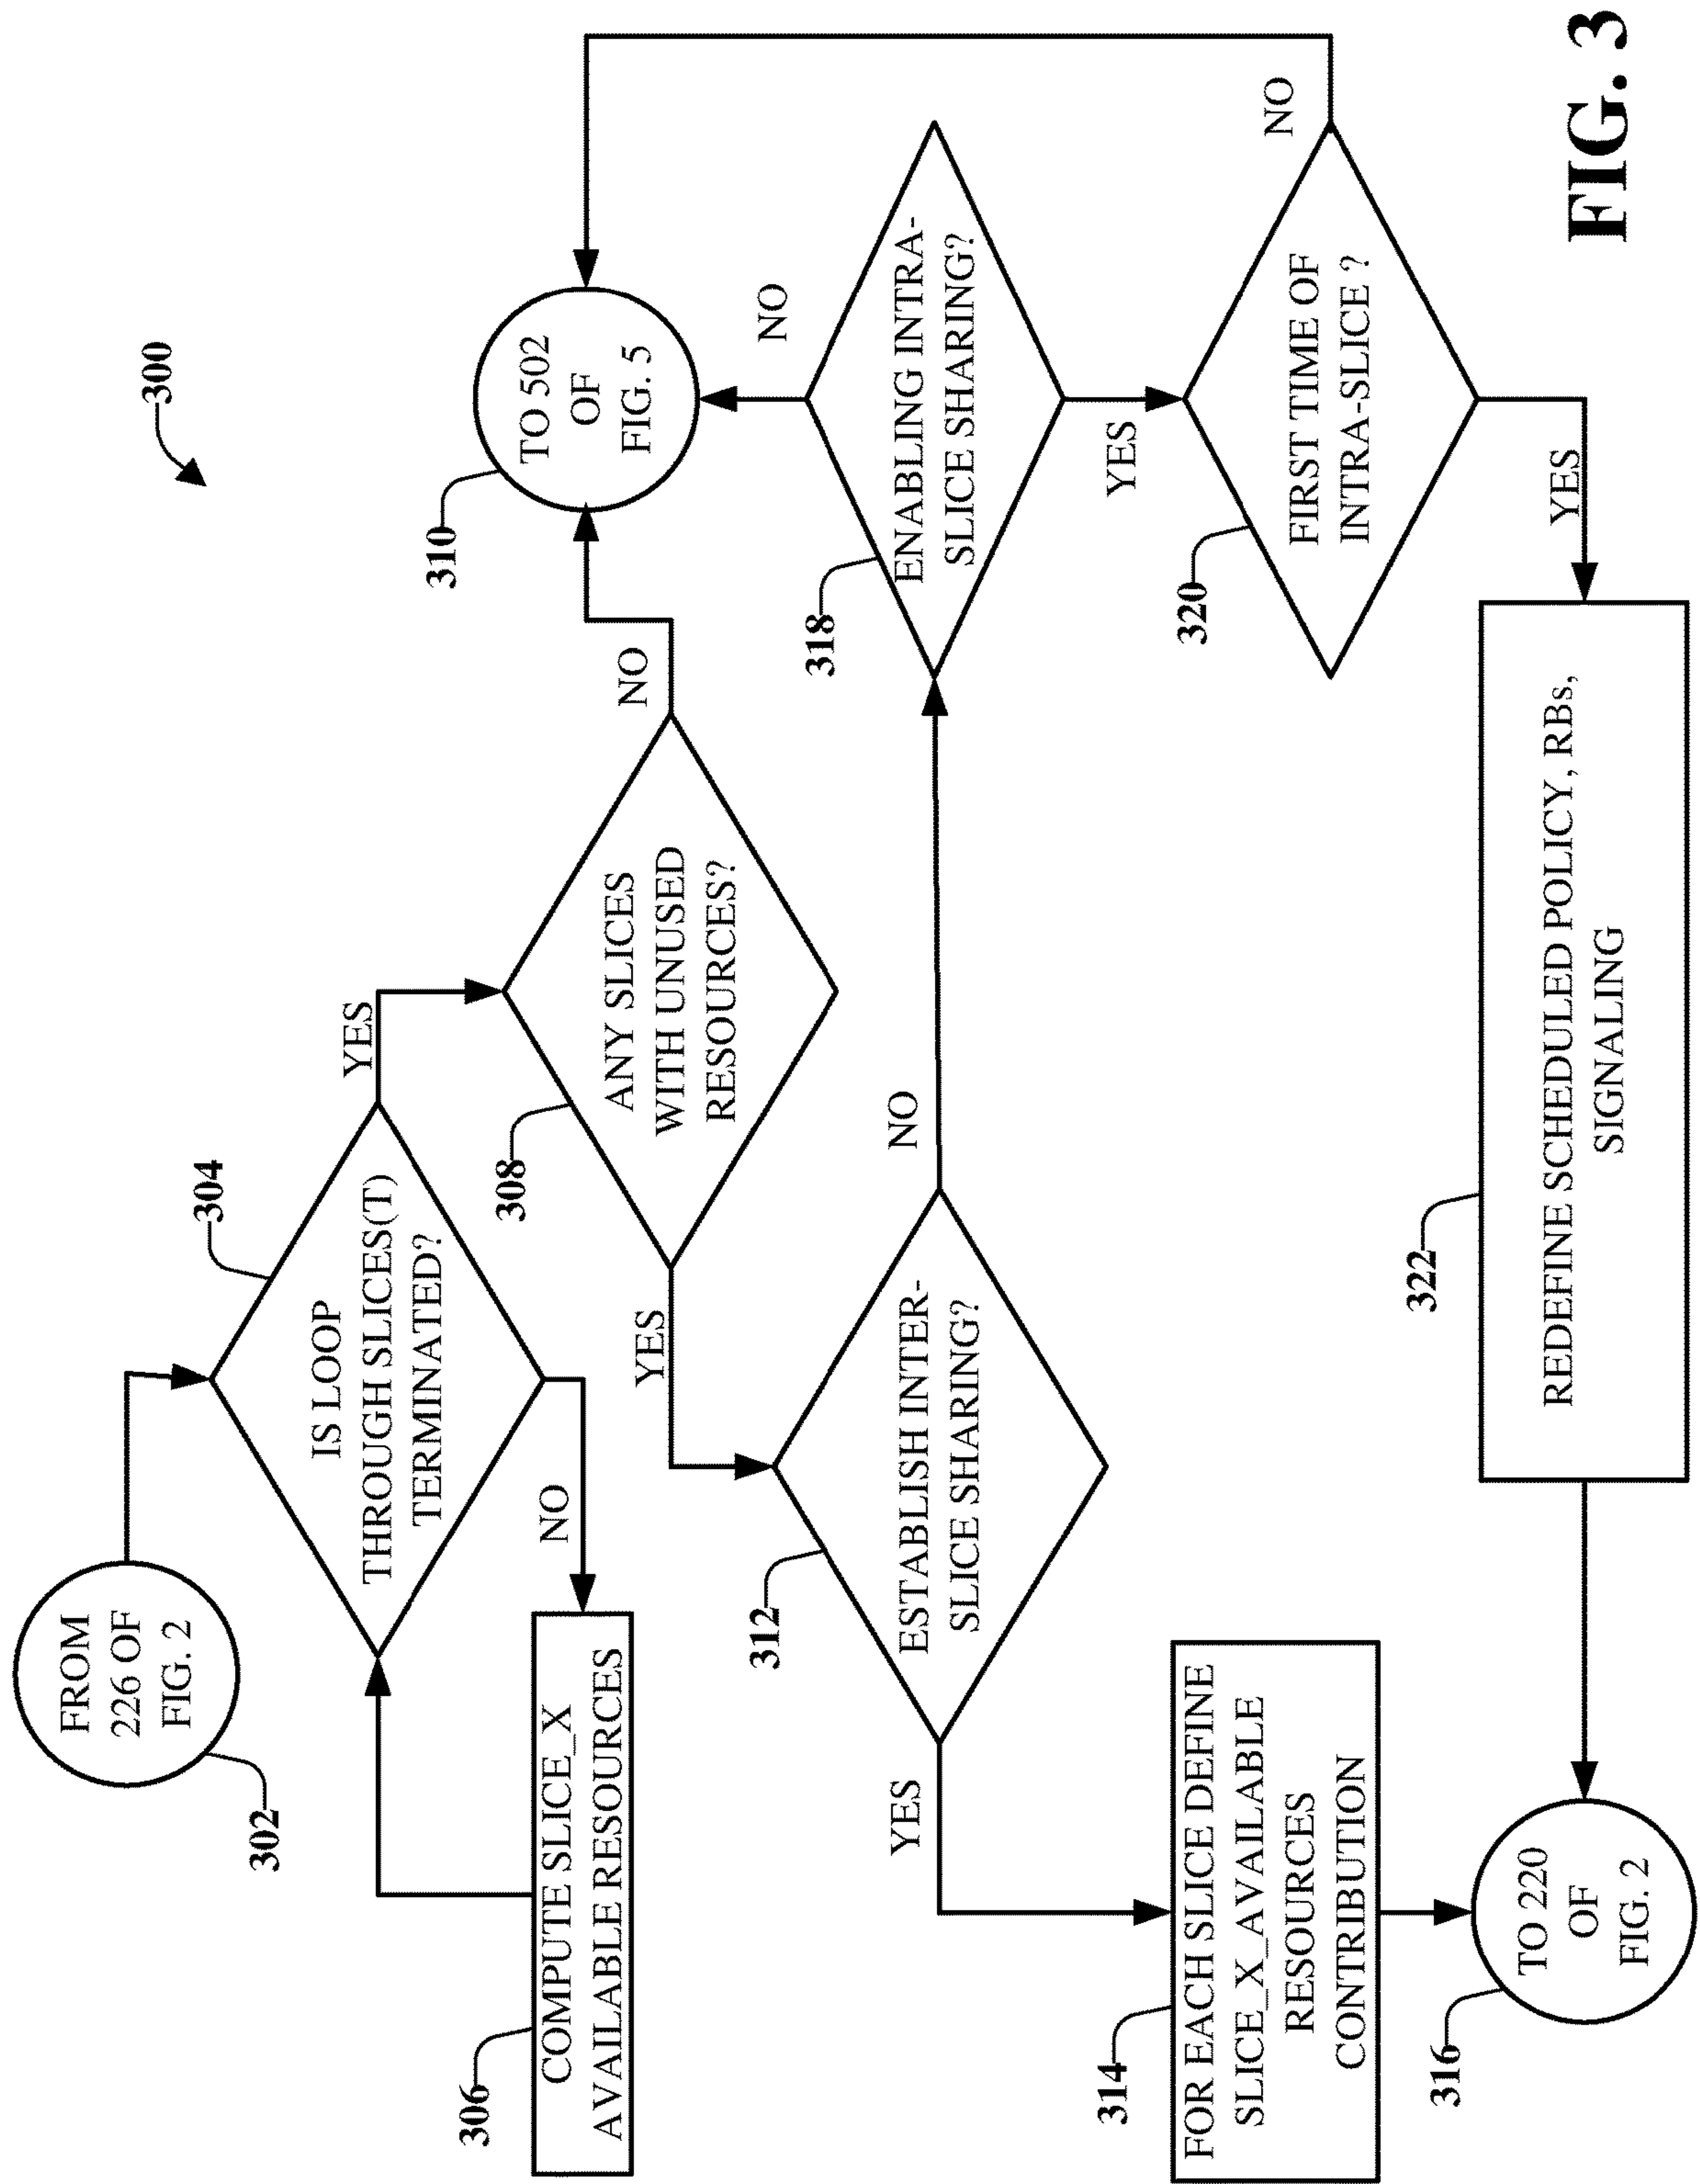 300
302
FROM
226 OF
FIG. 2
304
IS LOOP
THROUGH SLICES(T)
TERMINATED?
YES
NO
306
COMPUTE SLICE_X
AVAILABLE RESOURCES
308
ANY SLICES
WITH UNUSED
RESOURCES?
NO
YES
310
TO 502
OF
FIG. 5
312
ESTABLISH INTER-
SLICE SHARING?
NO
YES
314
FOR EACH SLICE DEFINE
SLICE_X_AVAILABLE
RESOURCES
CONTRIBUTION
316
TO 220
OF
FIG. 2
318
ENABLING INTRA-
SLICE SHARING?
NO
YES
320
FIRST TIME OF
INTRA-SLICE ?
NO
YES
322
REDEFINE SCHEDULED POLICY, RBs,
SIGNALING
FIG. 3